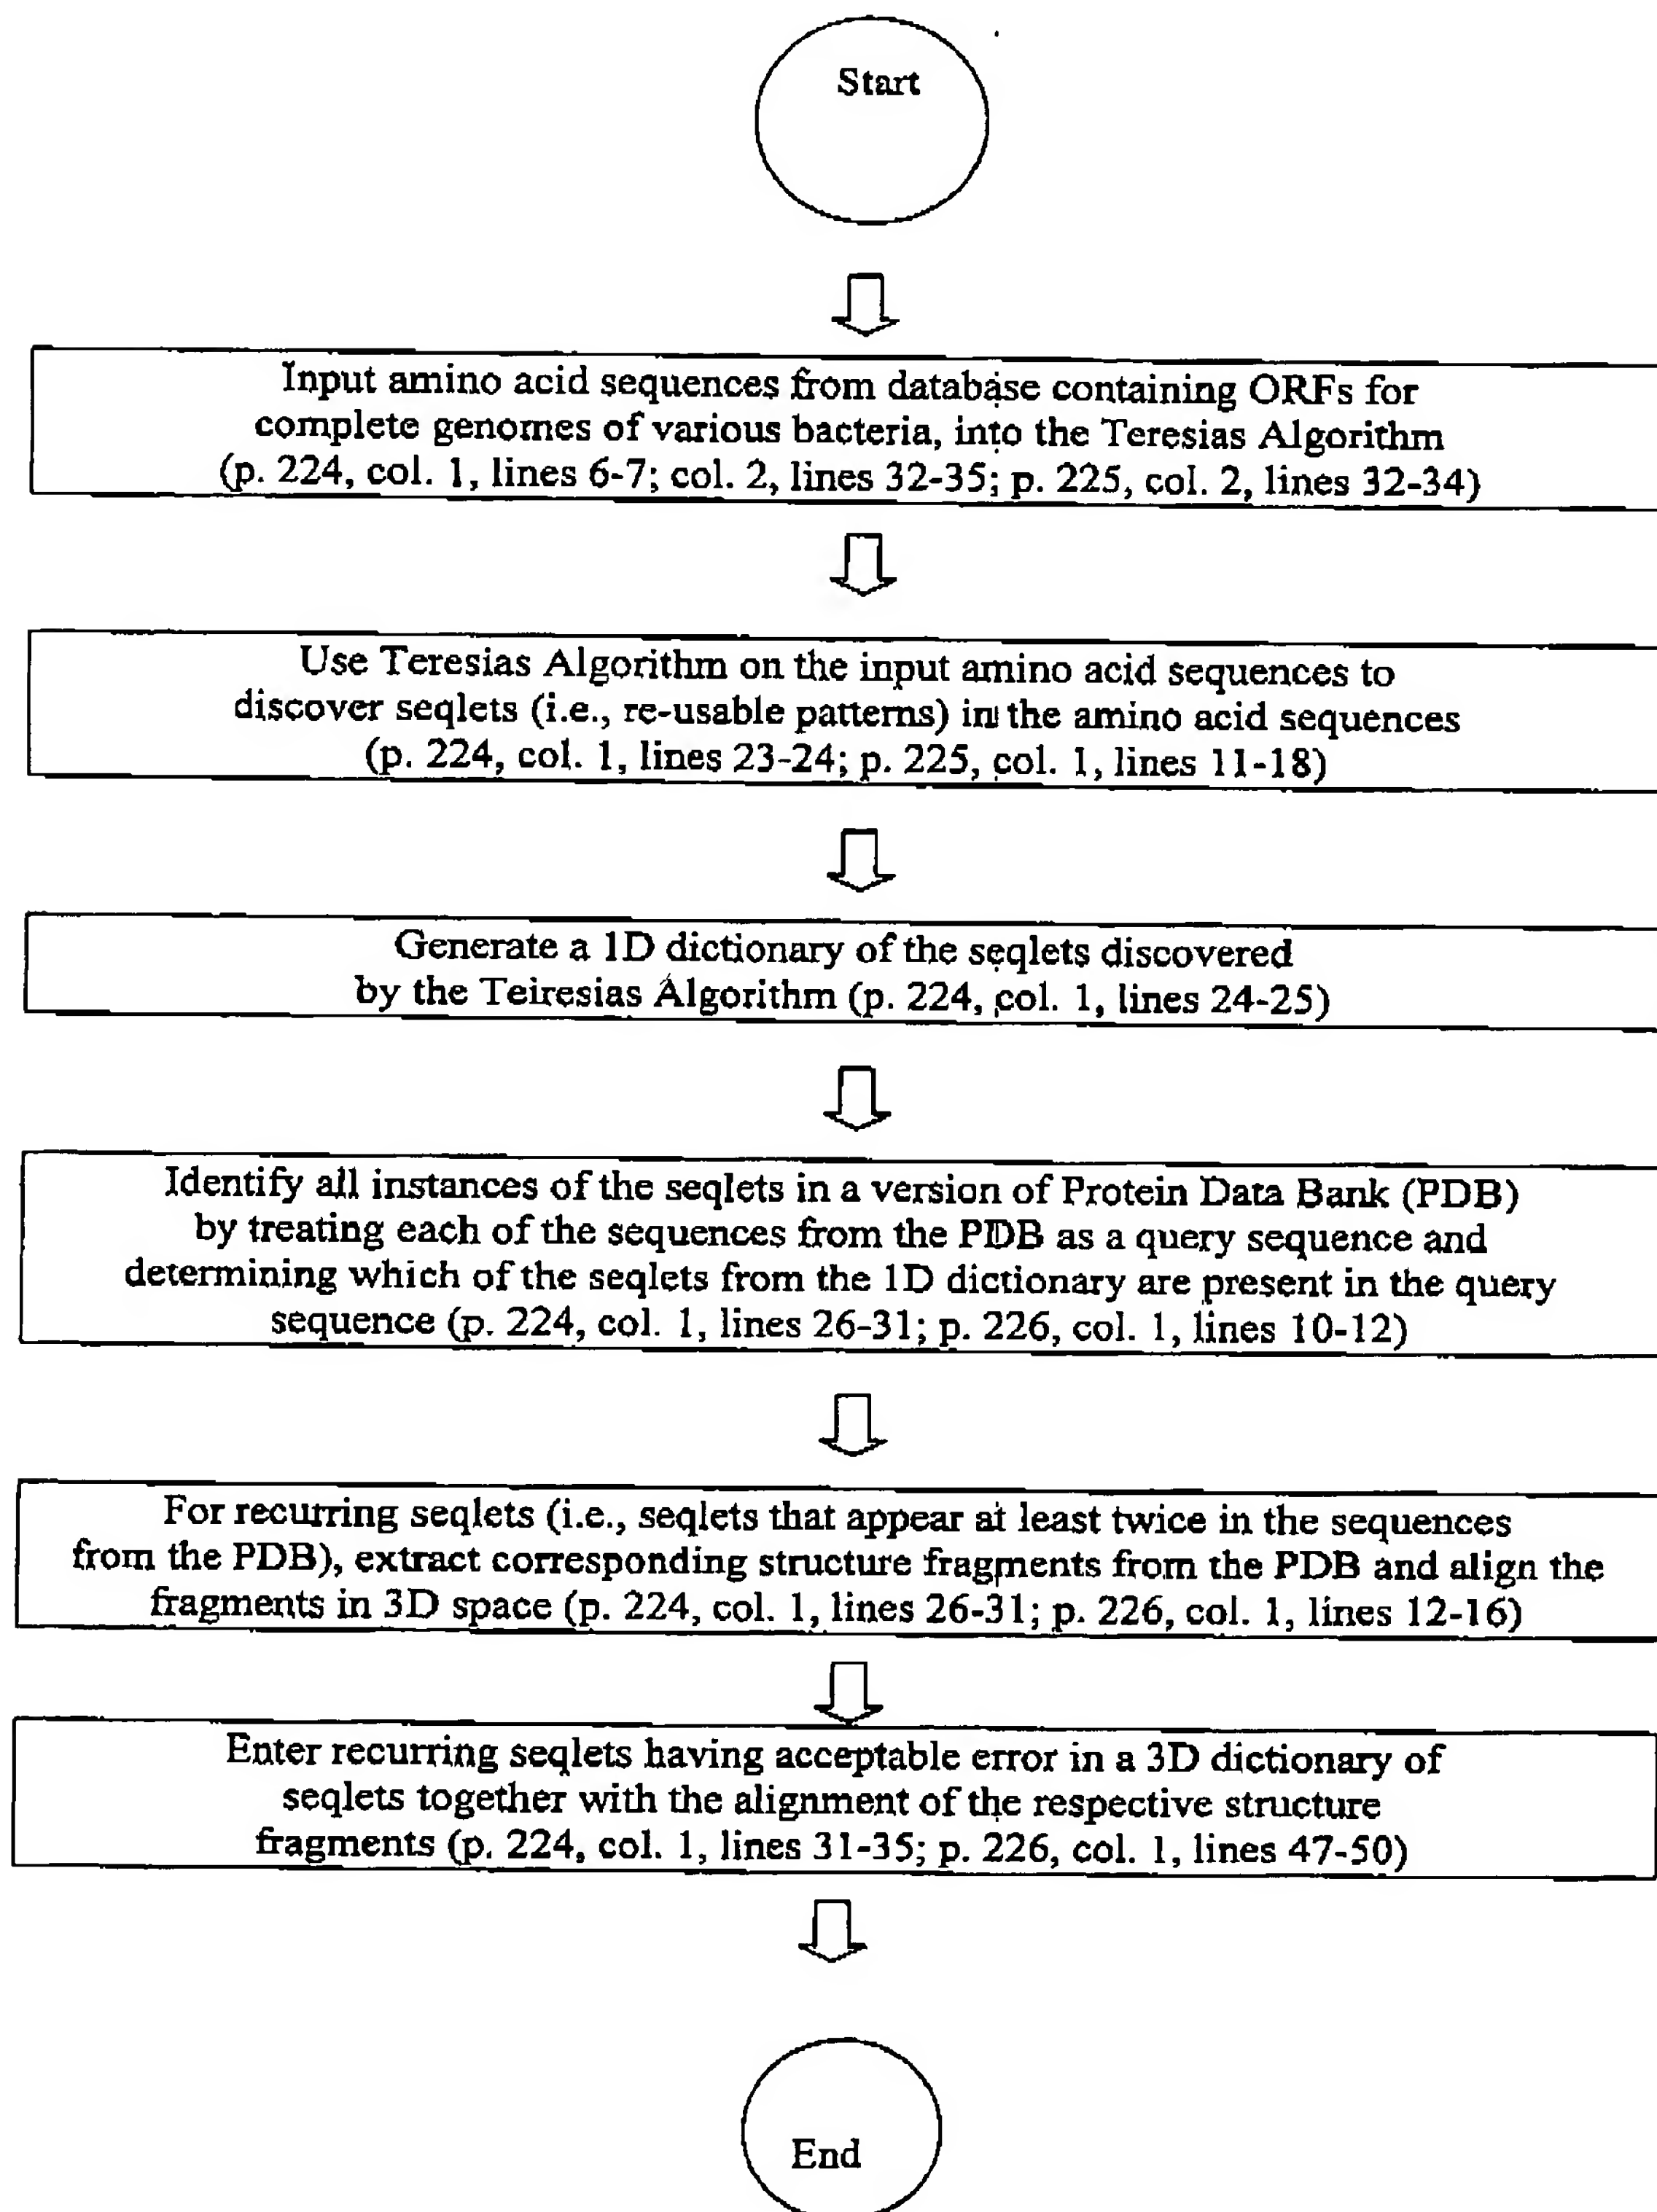 Start
Input amino acid sequences from database containing ORFs for
complete genomes of various bacteria, into the Teresias Algorithm
(p. 224, col. 1, lines 6-7; col. 2, lines 32-35; p. 225, col. 2, lines 32-34)
Use Teresias Algorithm on the input amino acid sequences to
discover seqlets (i.e., re-usable patterns) in the amino acid sequences
(p. 224, col. 1, lines 23-24; p. 225, col. 1, lines 11-18)
Generate a 1D dictionary of the seqlets discovered
by the Teiresias Algorithm (p. 224, col. 1, lines 24-25)
Identify all instances of the seqlets in a version of Protein Data Bank (PDB)
by treating each of the sequences from the PDB as a query sequence and
determining which of the seqlets from the 1D dictionary are present in the query
sequence (p. 224, col. 1, lines 26-31; p. 226, col. 1, lines 10-12)
For recurring seqlets (i.e., seqlets that appear at least twice in the sequences
from the PDB), extract corresponding structure fragments from the PDB and align the
fragments in 3D space (p. 224, col. 1, lines 26-31; p. 226, col. 1, lines 12-16)
Enter recurring seqlets having acceptable error in a 3D dictionary of
seqlets together with the alignment of the respective structure
fragments (p. 224, col. 1, lines 31-35; p. 226, col. 1, lines 47-50)
End